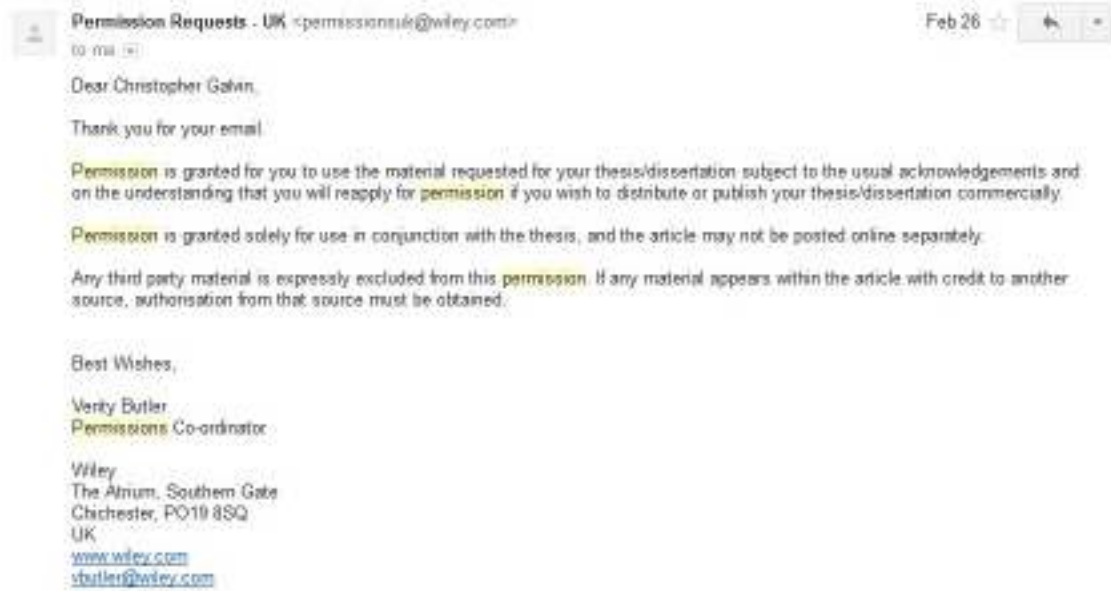 Permission Requests - UK <permissionsuk@wiley.com>
Feb 26
to me
Dear Christopher Galvin,
Thank you for your email.
Permission is granted for you to use the material requested for your thesis/dissertation subject to the usual acknowledgements and
on the understanding that you will reapply for permission if you wish to distribute or publish your thesis/dissertation commercially.
Permission is granted solely for use in conjunction with the thesis, and the article may not be posted online separately.
Any third party material is expressly excluded from this permission. If any material appears within the article with credit to another
source, authorisation from that source must be obtained.
Best Wishes,
Verity Butler
Permissions Co-ordinator
Wiley
The Atrium, Southern Gate
Chichester, PO19 8SQ
UK
www.wiley.com
vbutler@wiley.com